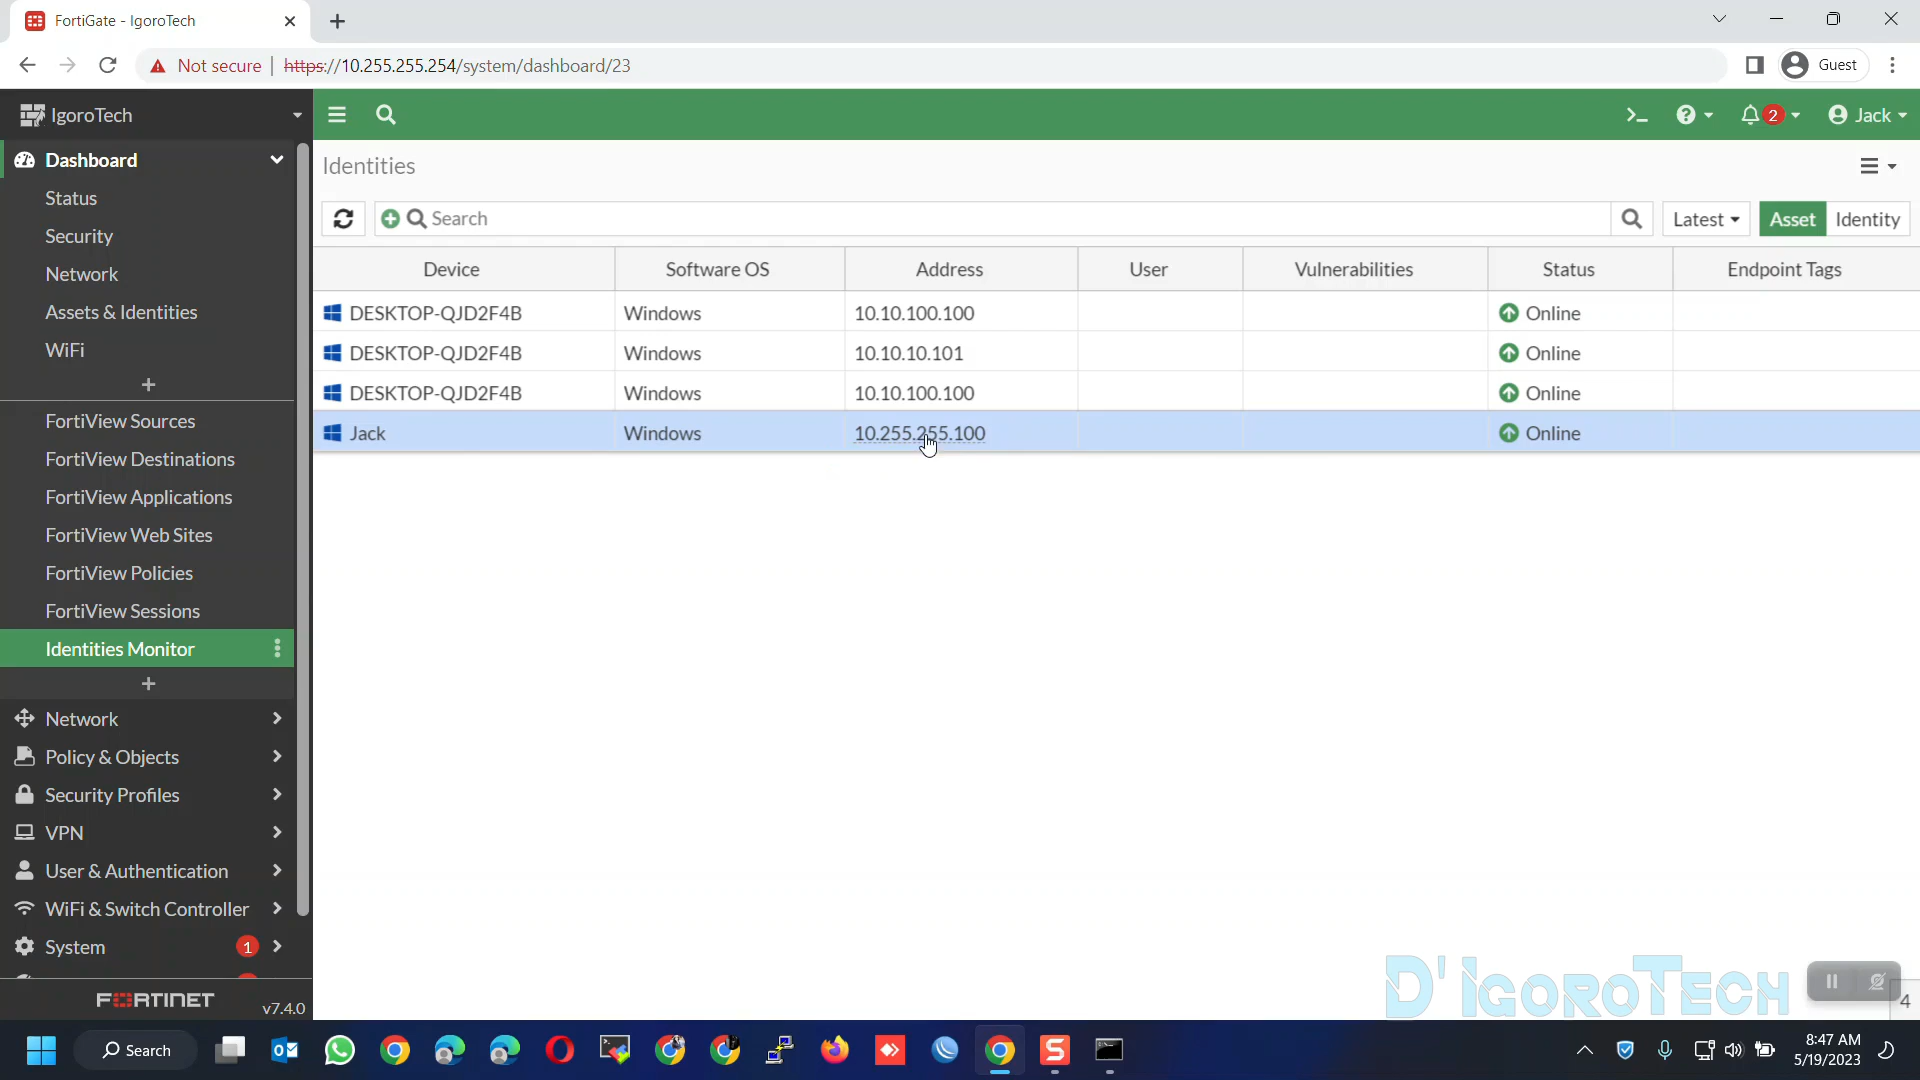 FortiGate - IgoroTech
Not secure | https://10.255.255.254/system/dashboard/23
Guest
IgoroTech
2
Jack
Dashboard
Status
Security
Network
Assets & Identities
WiFi
+
FortiView Sources
FortiView Destinations
FortiView Applications
FortiView Web Sites
FortiView Policies
FortiView Sessions
Identities Monitor
+
Network
Policy & Objects
Security Profiles
VPN
User & Authentication
WiFi & Switch Controller
System 1
FORTINET v7.4.0
Identities
Search
Latest
Asset
Identity
Device Software OS Address User Vulnerabilities Status Endpoint Tags
DESKTOP-QJD2F4B Windows 10.10.100.100 Online
DESKTOP-QJD2F4B Windows 10.10.10.101 Online
DESKTOP-QJD2F4B Windows 10.10.100.100 Online
Jack Windows 10.255.255.100 Online
D'IGOROTECH
4
Search
8:47 AM
5/19/2023